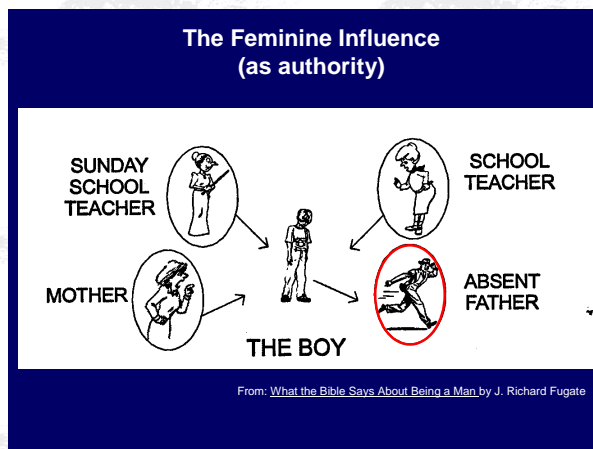 The Feminine Influence
(as authority)
SUNDAY
SCHOOL
TEACHER
SCHOOL
TEACHER
MOTHER
ABSENT
FATHER
THE BOY
From: What the Bible Says About Being a Man by J. Richard Fugate